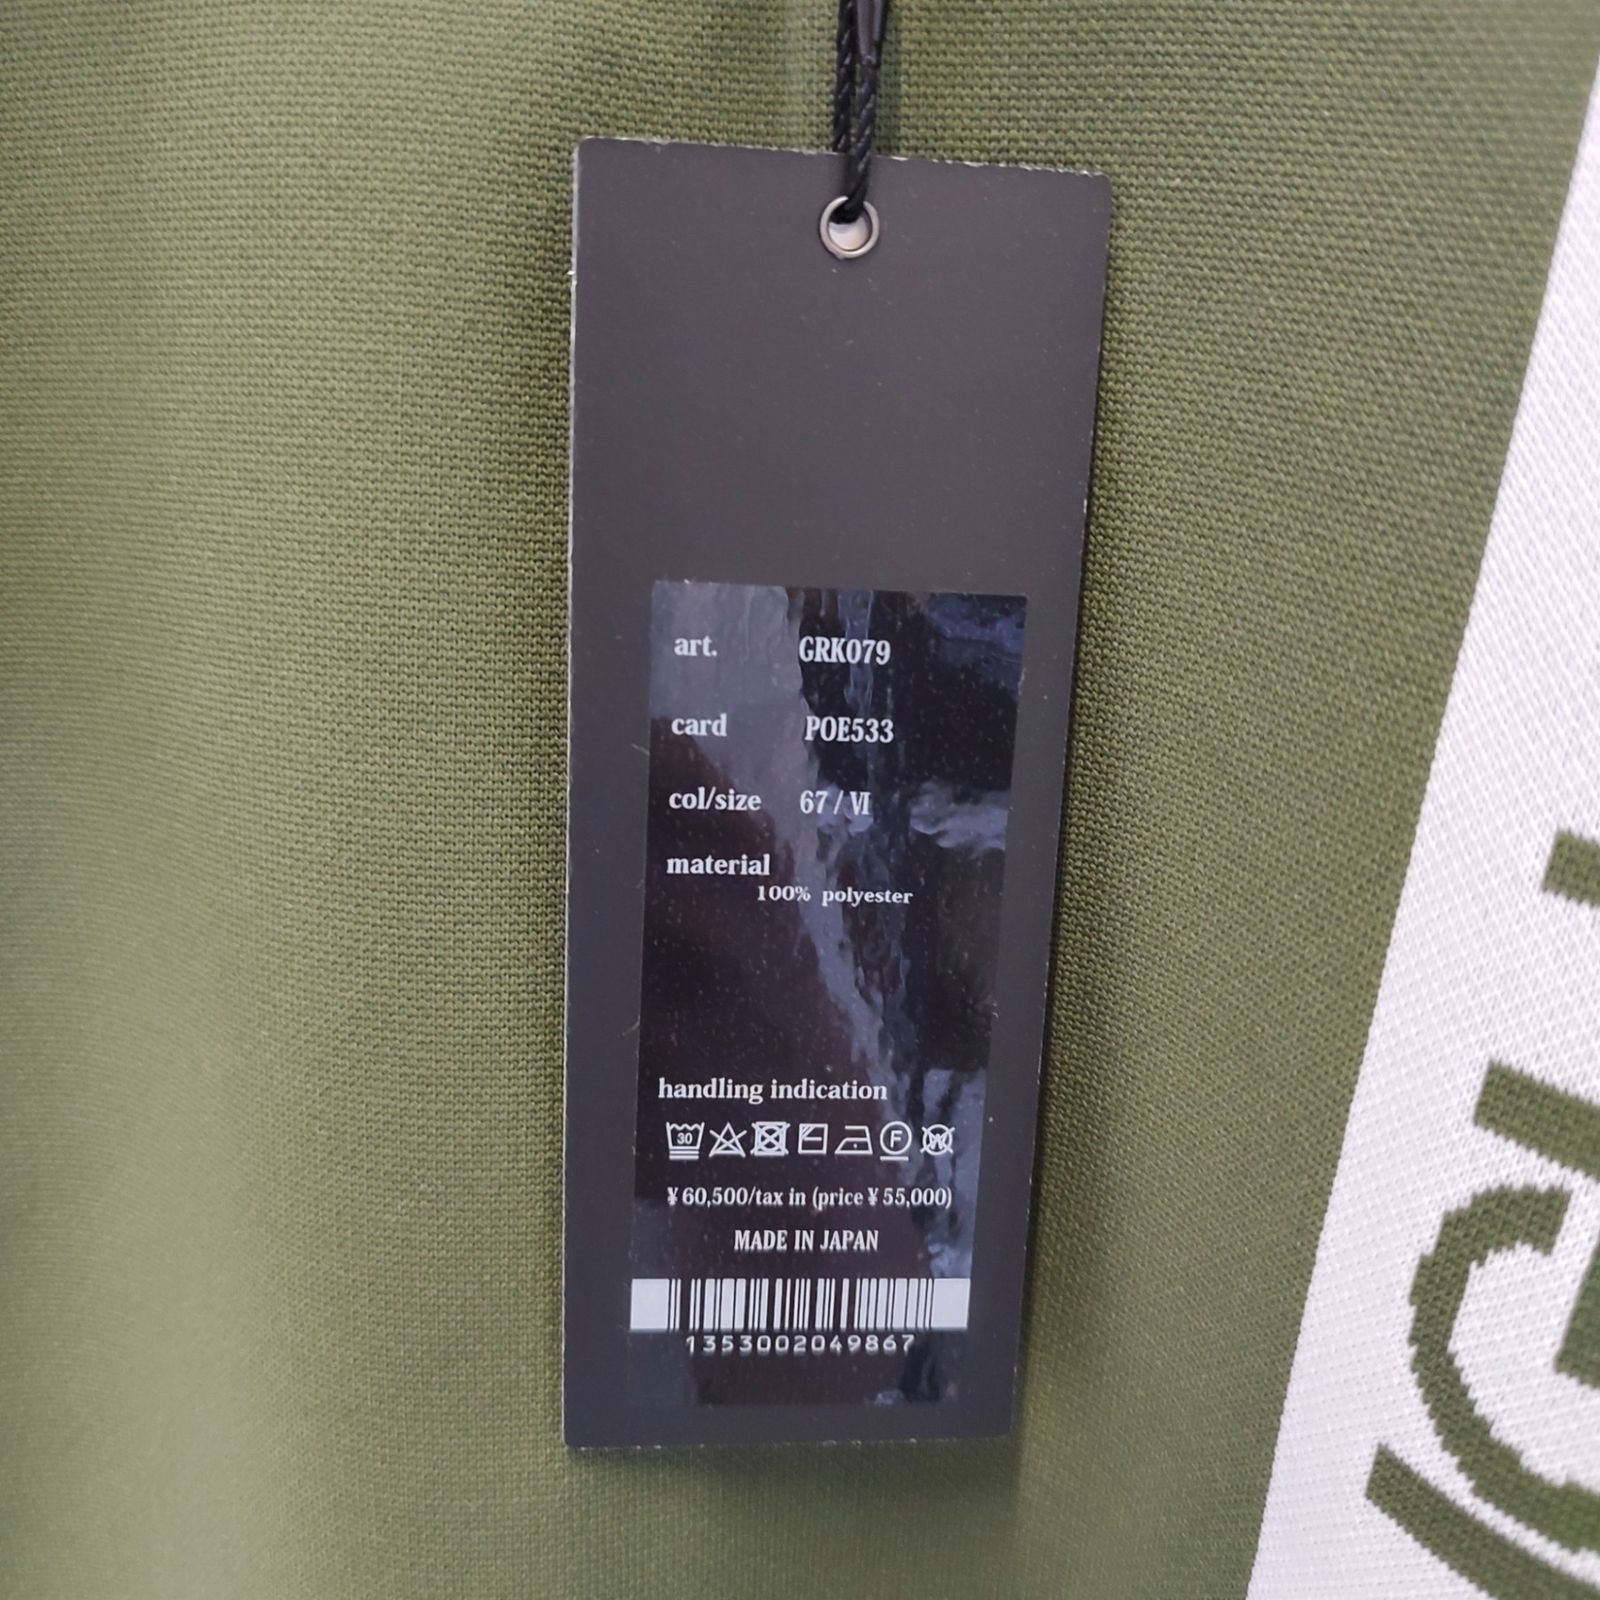 art. GRK079
card POE533
col/size 67 / Ⅵ
material
100% polyester
handling indication
30 F W
¥ 60,500/tax in (price ¥ 55,000)
MADE IN JAPAN
1353002049867